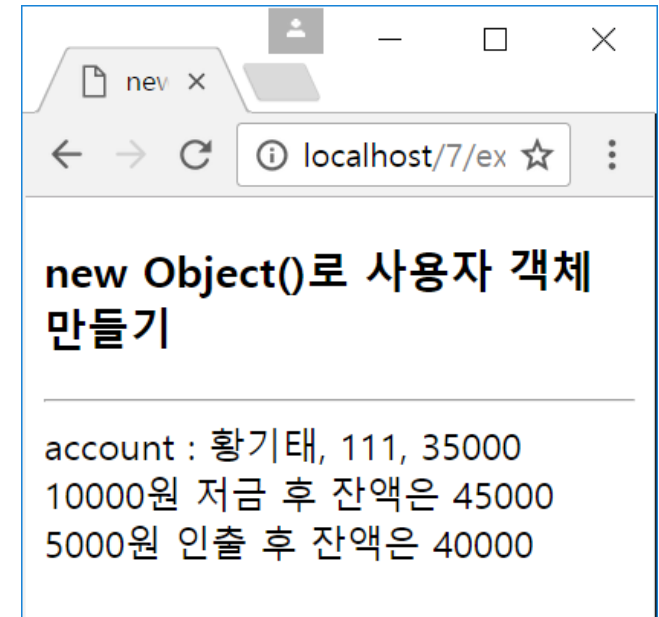 new
localhost/7/ex
new Object()로 사용자 객체
만들기
account : 황기태, 111, 35000
10000원 저금 후 잔액은 45000
5000원 인출 후 잔액은 40000